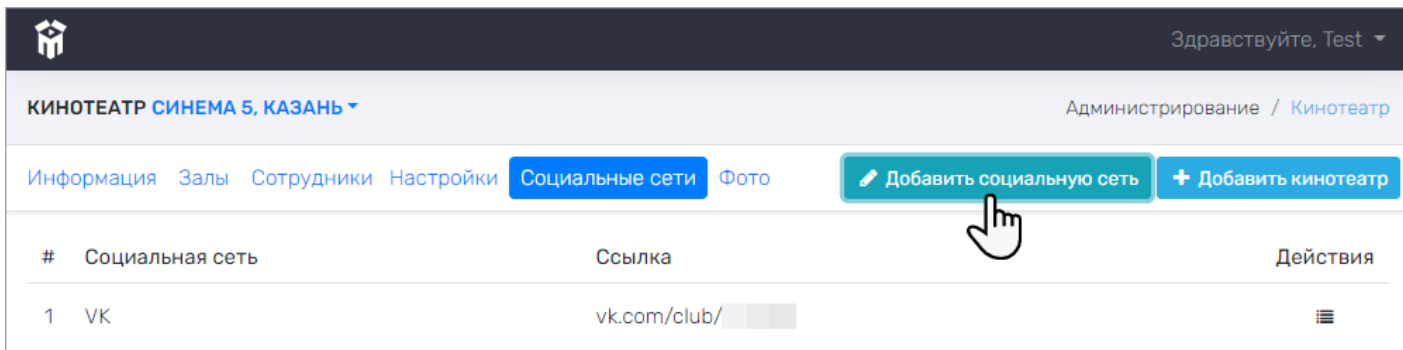 Здравствуйте, Test
КИНОТЕАТР СИНЕМА 5, КАЗАНЬ
Администрирование / Кинотеатр
Информация Залы Сотрудники Настройки Социальные сети Фото Добавить социальную сеть + Добавить кинотеатр
# Социальная сеть Ссылка Действия
1 VK vk.com/club/